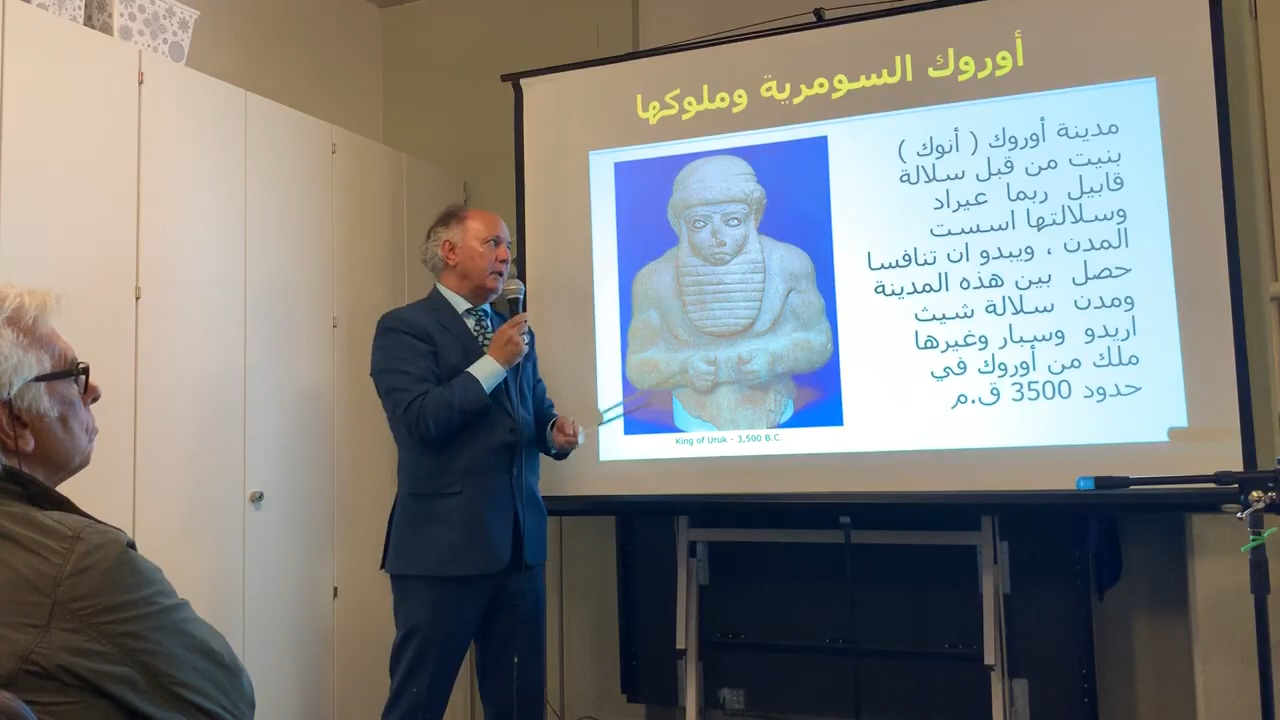 أوروك السومرية وملوكها
مدينة أوروك ( أنوك )
بنيت من قبل سلالة
قابيل ربما عيراد
وسلالتها اسست
المدن ، ويبدو ان تنافسا
حصل بين هذه المدينة
ومدن سلالة شيث
اريدو وسبار وغيرها
ملك من أوروك في
حدود 3500 ق.م
King of Uruk - 3,500 B.C.